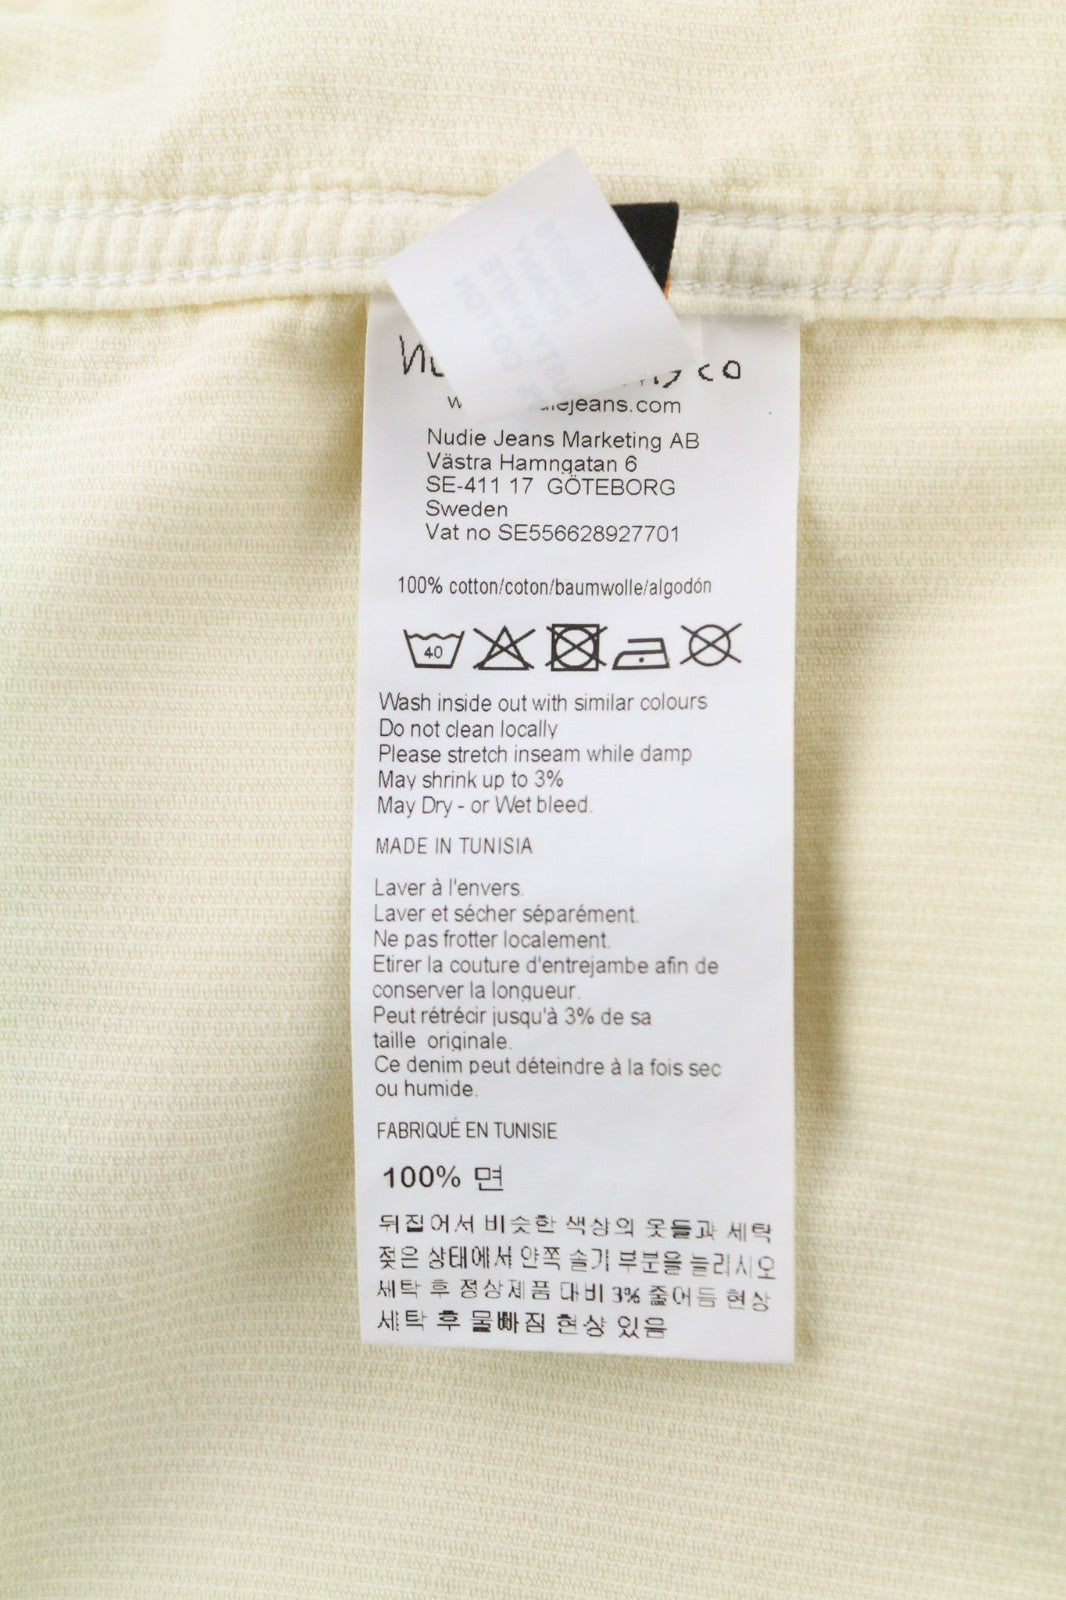 co
Nudie Jeans Marketing AB
Västra Hamngatan 6
SE-411 17 GÖTEBORG
Sweden
Vat no SE556628927701
100% cotton/coton/baumwolle/algodón
40
Wash inside out with similar colours
Do not clean locally
Please stretch inseam while damp
May shrink up to 3%
May Dry - or Wet bleed.
MADE IN TUNISIA
Laver à l'envers.
Laver et sécher séparément.
Ne pas frotter localement.
Etirer la couture d'entrejambe afin de
conserver la longueur.
Peut rétrécir jusqu'à 3% de sa
taille originale.
Ce denim peut déteindre à la fois sec
ou humide.
FABRIQUÉ EN TUNISIE
100% 면
뒤집어서 비슷한 색상의 옷들과 세탁
젖은 상태에서 안쪽 솔기 부분을 늘리시오
세탁 후 정상제품 대비 3% 줄어듬 현상
세탁 후 물빠짐 현상 있음